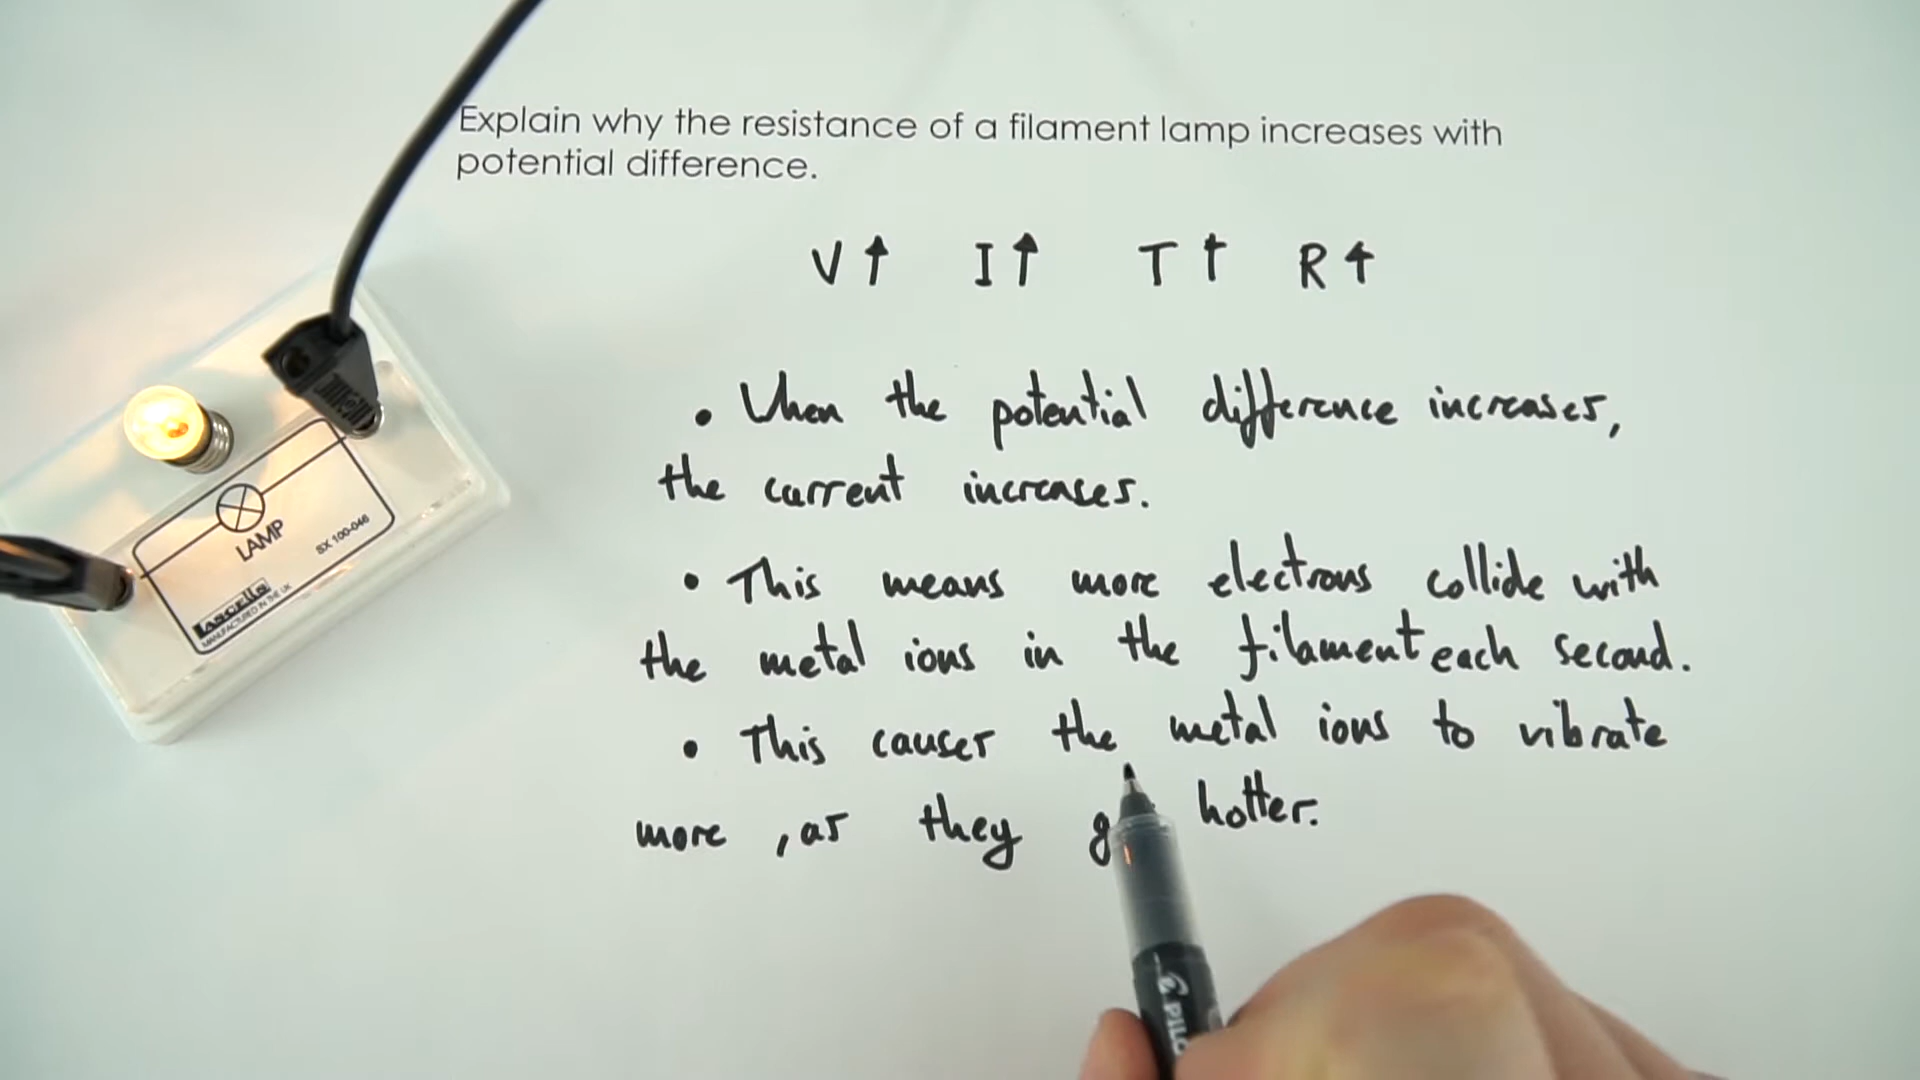 Explain why the resistance of a filament lamp increases with
potential difference.
V↑ I↑ T↑ R↑
• When the potential difference increases,
the current increases.
• This means more electrons collide with
the metal ions in the filament each second.
• This causes the metal ions to vibrate
more, as they hotter.
LAMP
SX 100-046
Lascells
MANUFACTURED IN THE UK